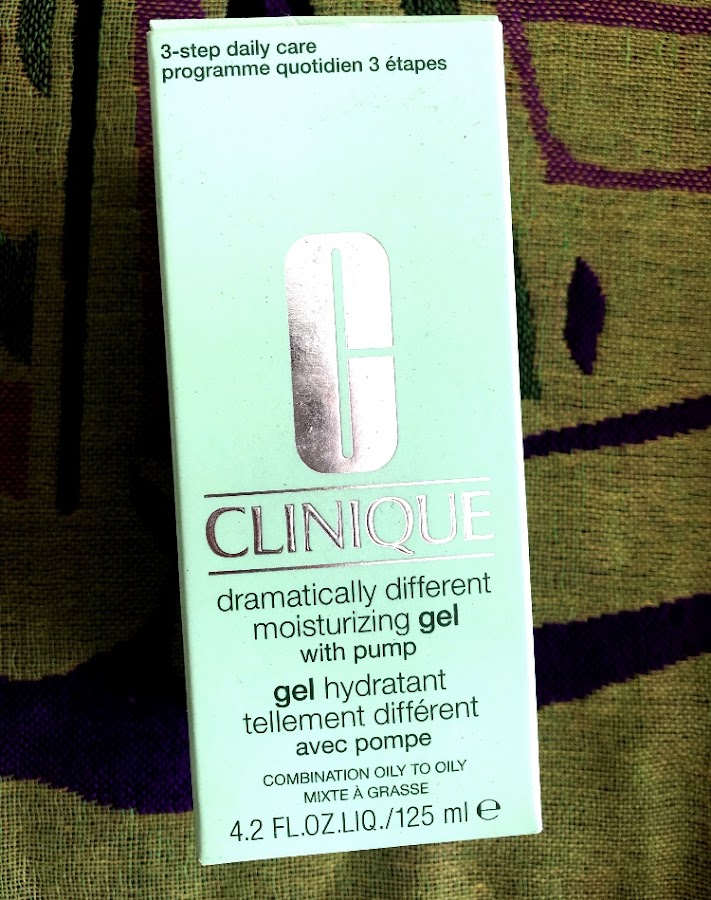 3-step daily care
programme quotidien 3 étapes
CLINIQUE
dramatically different
moisturizing gel
with pump
gel hydratant
tellement différent
avec pompe
COMBINATION OILY TO OILY
MIXTE À GRASSE
4.2 FL.OZ.LIQ./125 ml ℮